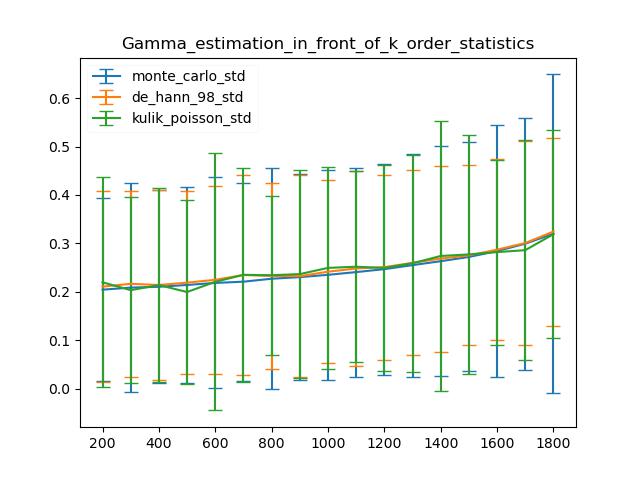 Gamma_estimation_in_front_of_k_order_statistics
monte_carlo_std
de_hann_98_std
kulik_poisson_std
0.6
0.5
0.4
0.3
0.2
0.1
0.0
200 400 600 800 1000 1200 1400 1600 1800